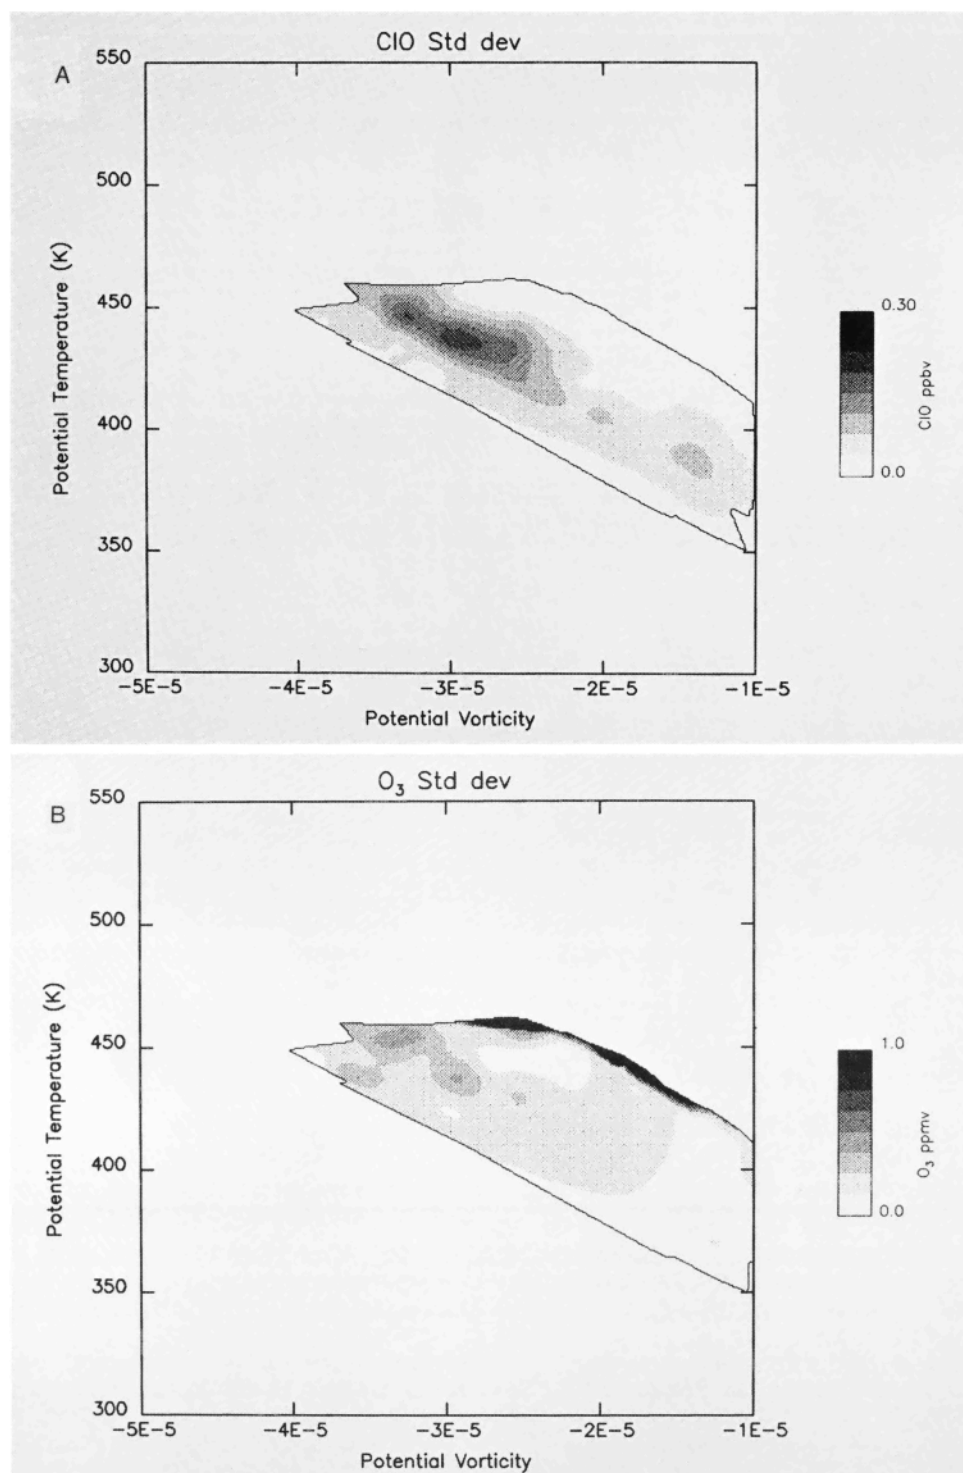 ClO Std dev
A
550
500
450
400
350
300
Potential Temperature (K)
-5E-5 -4E-5 -3E-5 -2E-5 -1E-5
Potential Vorticity
0.30
ClO ppbv
0.0
O3 Std dev
B
550
500
450
400
350
300
Potential Temperature (K)
-5E-5 -4E-5 -3E-5 -2E-5 -1E-5
Potential Vorticity
1.0
O3 ppmv
0.0